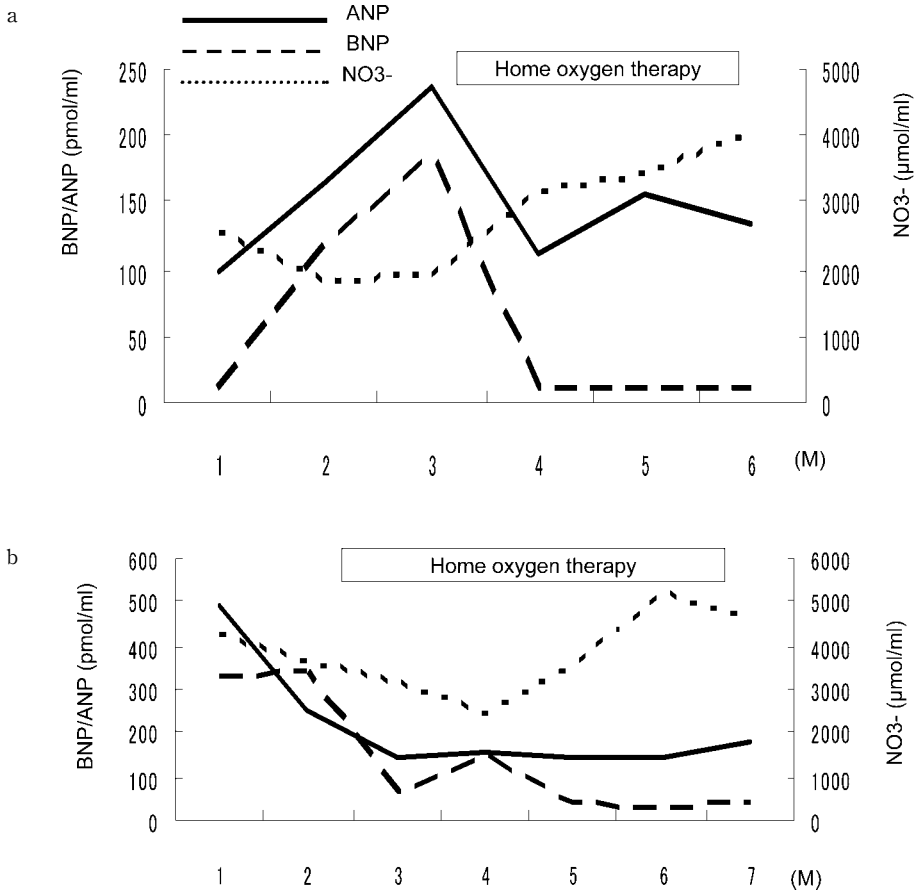 a
ANP
BNP
NO3-
Home oxygen therapy
BNP/ANP (pmol/ml)
250
200
150
100
50
0
5000
4000
3000
2000
1000
0
NO3- (μmol/ml)
1 2 3 4 5 6 (M)
b
Home oxygen therapy
BNP/ANP (pmol/ml)
600
500
400
300
200
100
0
6000
5000
4000
3000
2000
1000
0
NO3- (μmol/ml)
1 2 3 4 5 6 7 (M)